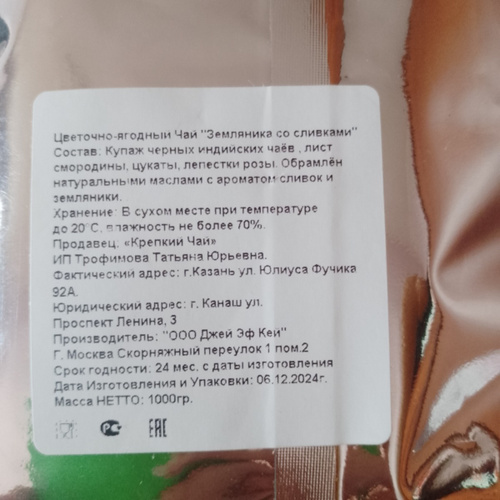 Цветочно-ягодный Чай "Земляника со сливками"
Состав: Купаж черных индийских чаёв , лист
смородины, цукаты, лепестки розы. Обрамлён
натуральными маслами с ароматом сливок и
земляники.
Хранение: В сухом месте при температуре
до 20°С, влажность не более 70%.
Продавец: «Крепкий Чай»
ИП Трофимова Татьяна Юрьевна.
Фактический адрес: г.Казань ул. Юлиуса Фучика
92А.
Юридический адрес: г. Канаш ул.
Проспект Ленина, 3
Производитель: "ООО Джей Эф Кей"
Г. Москва Скорняжный переулок 1 пом.2
Срок годности: 24 мес. с даты изготовления
Дата Изготовления и Упаковки: 06.12.2024г.
Масса НЕТТО: 1000гр.
РС ЕАС